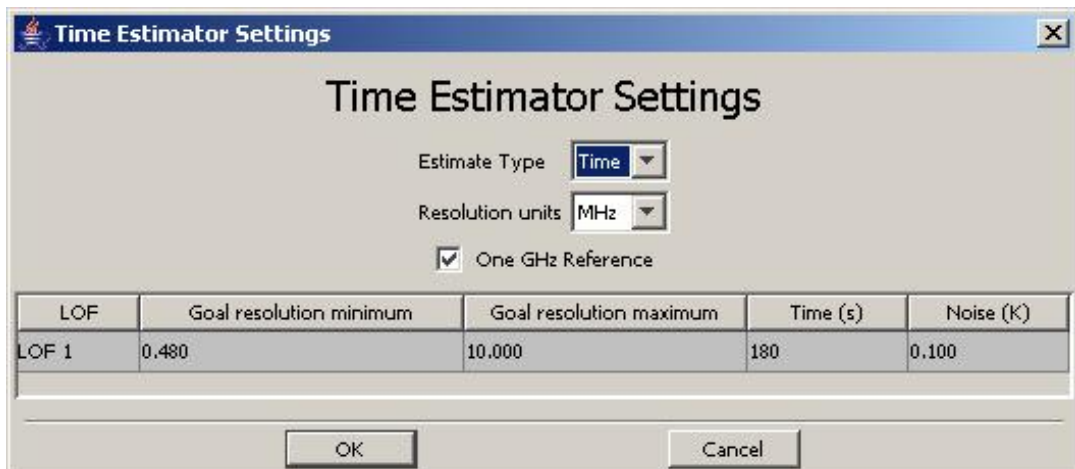 Time Estimator Settings
Time Estimator Settings
Estimate Type Time
Resolution units MHz
One GHz Reference
LOF Goal resolution minimum Goal resolution maximum Time (s) Noise (K)
LOF 1 0.480 10.000 180 0.100
OK Cancel